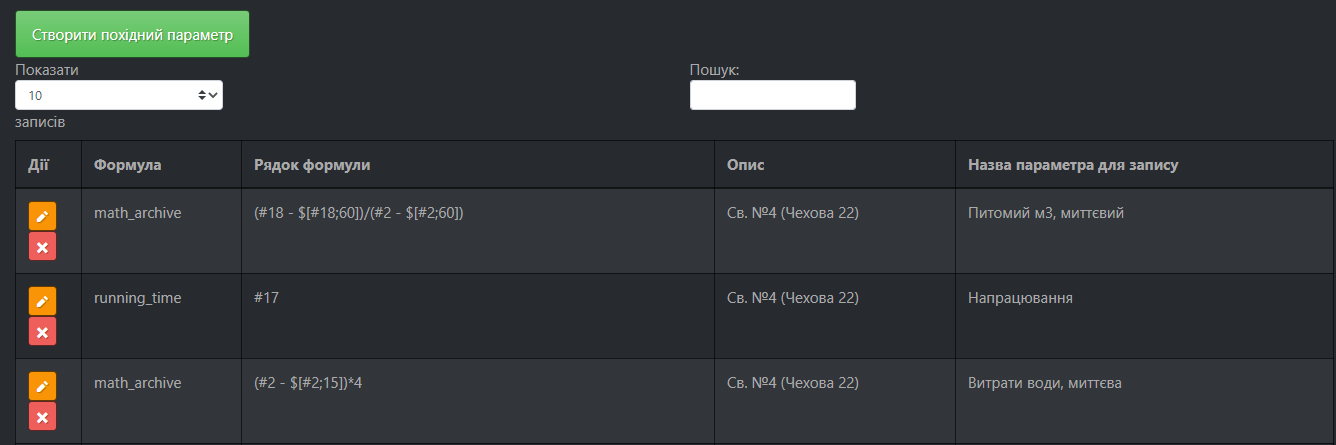 Створити похідний параметр
Показати
10
записів
Пошук:
Дії Формула Рядок формули Опис Назва параметра для запису
math_archive (#18 - $[#18;60])/(#2 - $[#2;60]) Св. №4 (Чехова 22) Питомий м3, миттєвий
running_time #17 Св. №4 (Чехова 22) Напрацювання
math_archive (#2 - $[#2;15])*4 Св. №4 (Чехова 22) Витрати води, миттєва